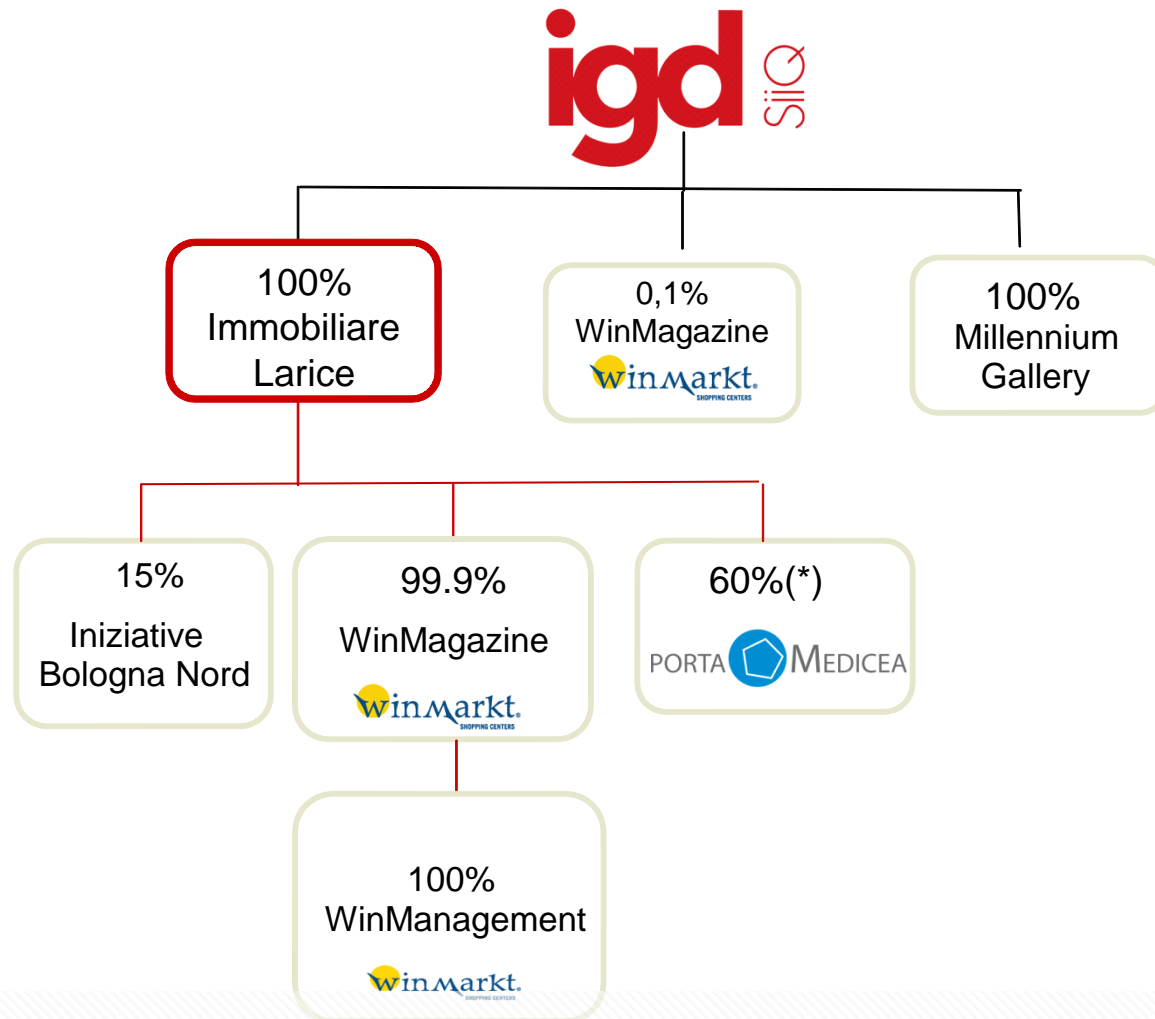 igd SiiQ
100%
Immobiliare
Larice
0,1%
WinMagazine
winmarkt.
SHOPPING CENTERS
100%
Millennium
Gallery
15%
Iniziative
Bologna Nord
99.9%
WinMagazine
winmarkt.
SHOPPING CENTERS
60%(*)
PORTA MEDICEA
100%
WinManagement
winmarkt.
SHOPPING CENTERS